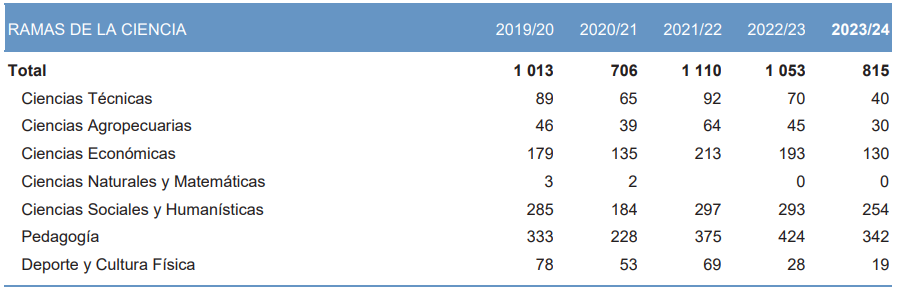 RAMAS DE LA CIENCIA 2019/20 2020/21 2021/22 2022/23 2023/24
Total 1 013 706 1 110 1 053 815
Ciencias Técnicas 89 65 92 70 40
Ciencias Agropecuarias 46 39 64 45 30
Ciencias Económicas 179 135 213 193 130
Ciencias Naturales y Matemáticas 3 2 0 0
Ciencias Sociales y Humanísticas 285 184 297 293 254
Pedagogía 333 228 375 424 342
Deporte y Cultura Física 78 53 69 28 19